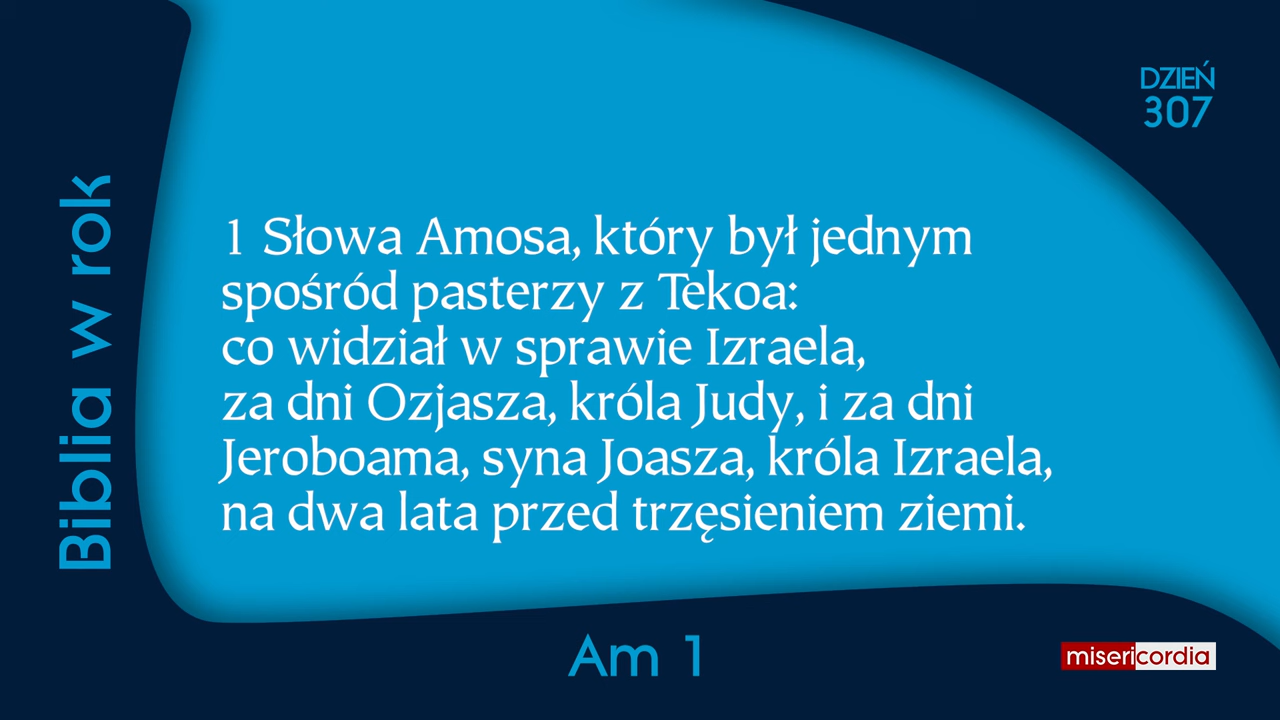 DZIEŃ
307
Biblia w rok
1 Słowa Amosa, który był jednym
spośród pasterzy z Tekoa:
co widział w sprawie Izraela,
za dni Ozjasza, króla Judy, i za dni
Jeroboama, syna Joasza, króla Izraela,
na dwa lata przed trzęsieniem ziemi.
Am 1
misericordia